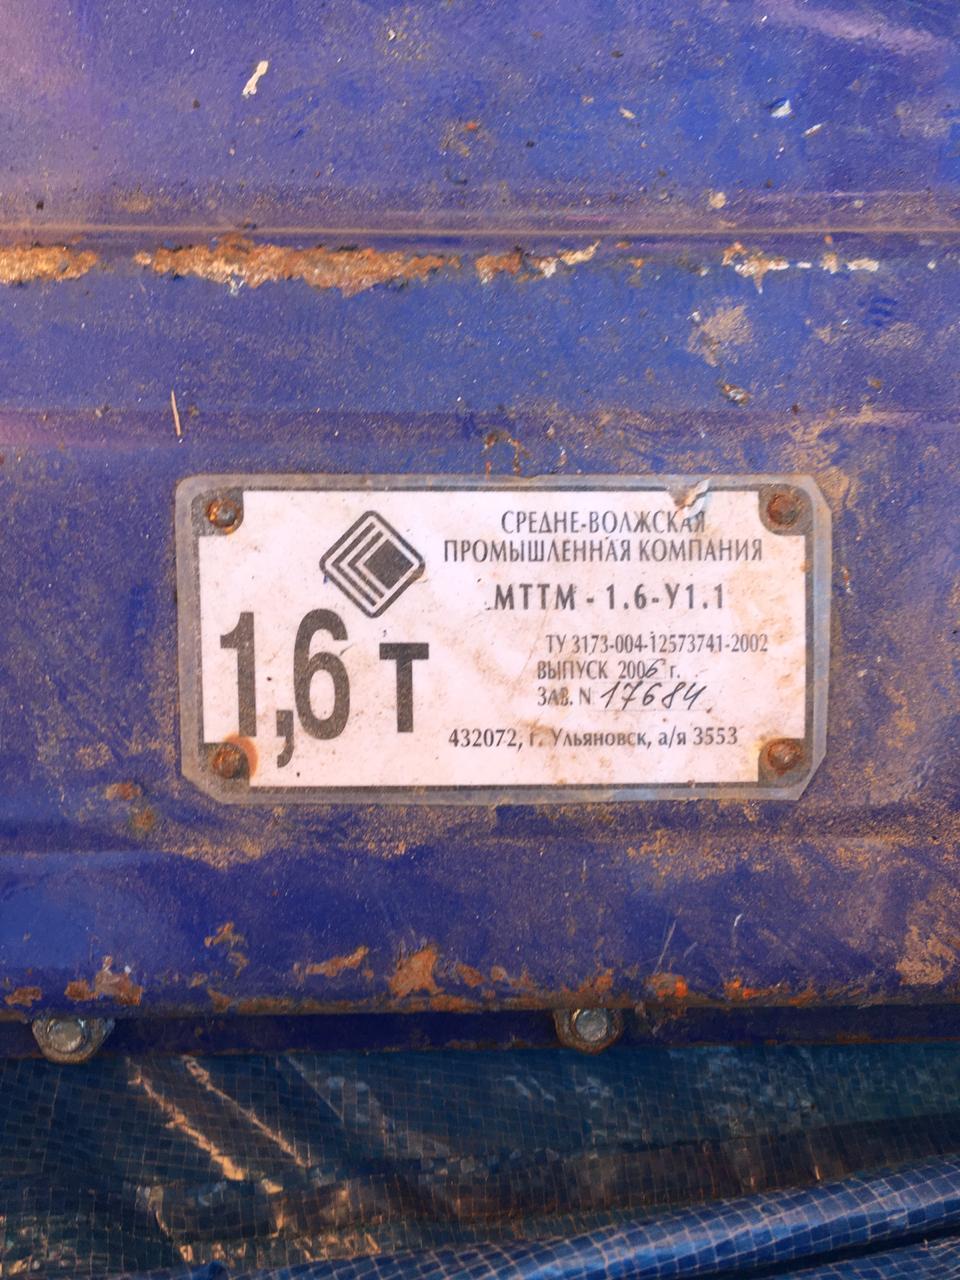 СРЕДНЕ-ВОЛЖСКАЯ
ПРОМЫШЛЕННАЯ КОМПАНИЯ
МТТМ - 1.6-У1.1
1,6 т
ТУ 3173-004-12573741-2002
ВЫПУСК 2006 г.
ЗАВ. N 17684
432072, г. Ульяновск, а/я 3553